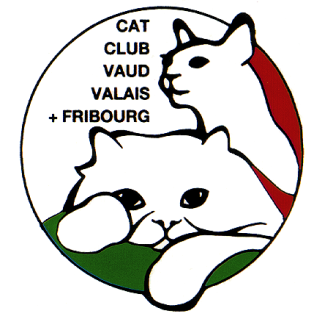 CAT
CLUB
VAUD
VALAIS
+ FRIBOURG